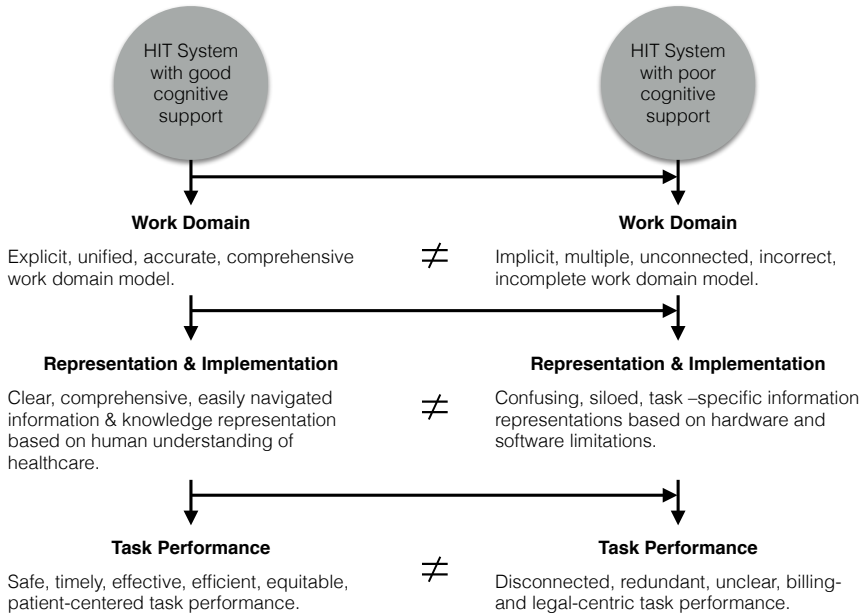 HIT System
with good
cognitive
support
HIT System
with poor
cognitive
support
Work Domain
Explicit, unified, accurate, comprehensive
work domain model.
≠
Work Domain
Implicit, multiple, unconnected, incorrect,
incomplete work domain model.
Representation & Implementation
Clear, comprehensive, easily navigated
information & knowledge representation
based on human understanding of
healthcare.
≠
Representation & Implementation
Confusing, siloed, task –specific information
representations based on hardware and
software limitations.
Task Performance
Safe, timely, effective, efficient, equitable,
patient-centered task performance.
≠
Task Performance
Disconnected, redundant, unclear, billing-
and legal-centric task performance.